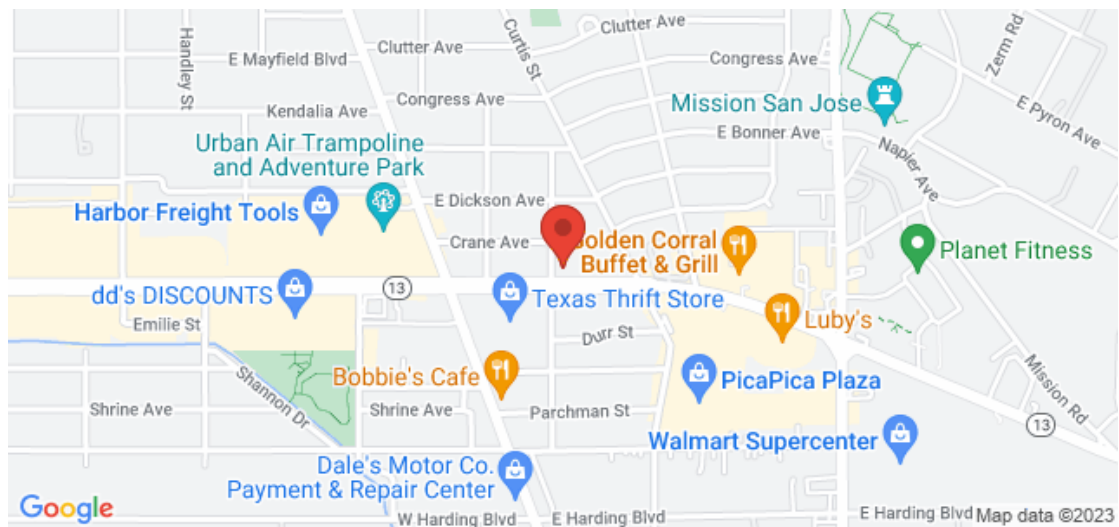 Handley St
E Mayfield Blvd
Clutter Ave
Curtis St
Clutter Ave
Congress Ave
Zerm Rd
Kendalia Ave
Congress Ave
Mission San Jose
E Pyron Ave
E Bonner Ave
Napier Ave
Urban Air Trampoline
and Adventure Park
E Dickson Ave
Harbor Freight Tools
Crane Ave
Golden Corral
Buffet & Grill
Planet Fitness
dd's DISCOUNTS
13
Texas Thrift Store
Emilie St
Durr St
Luby's
Shannon Dr
Bobbie's Cafe
PicaPica Plaza
Mission Rd
Shrine Ave
Shrine Ave
Parchman St
13
Walmart Supercenter
Dale's Motor Co.
Payment & Repair Center
Google
W Harding Blvd
E Harding Blvd
E Harding Blvd
Map data ©2023